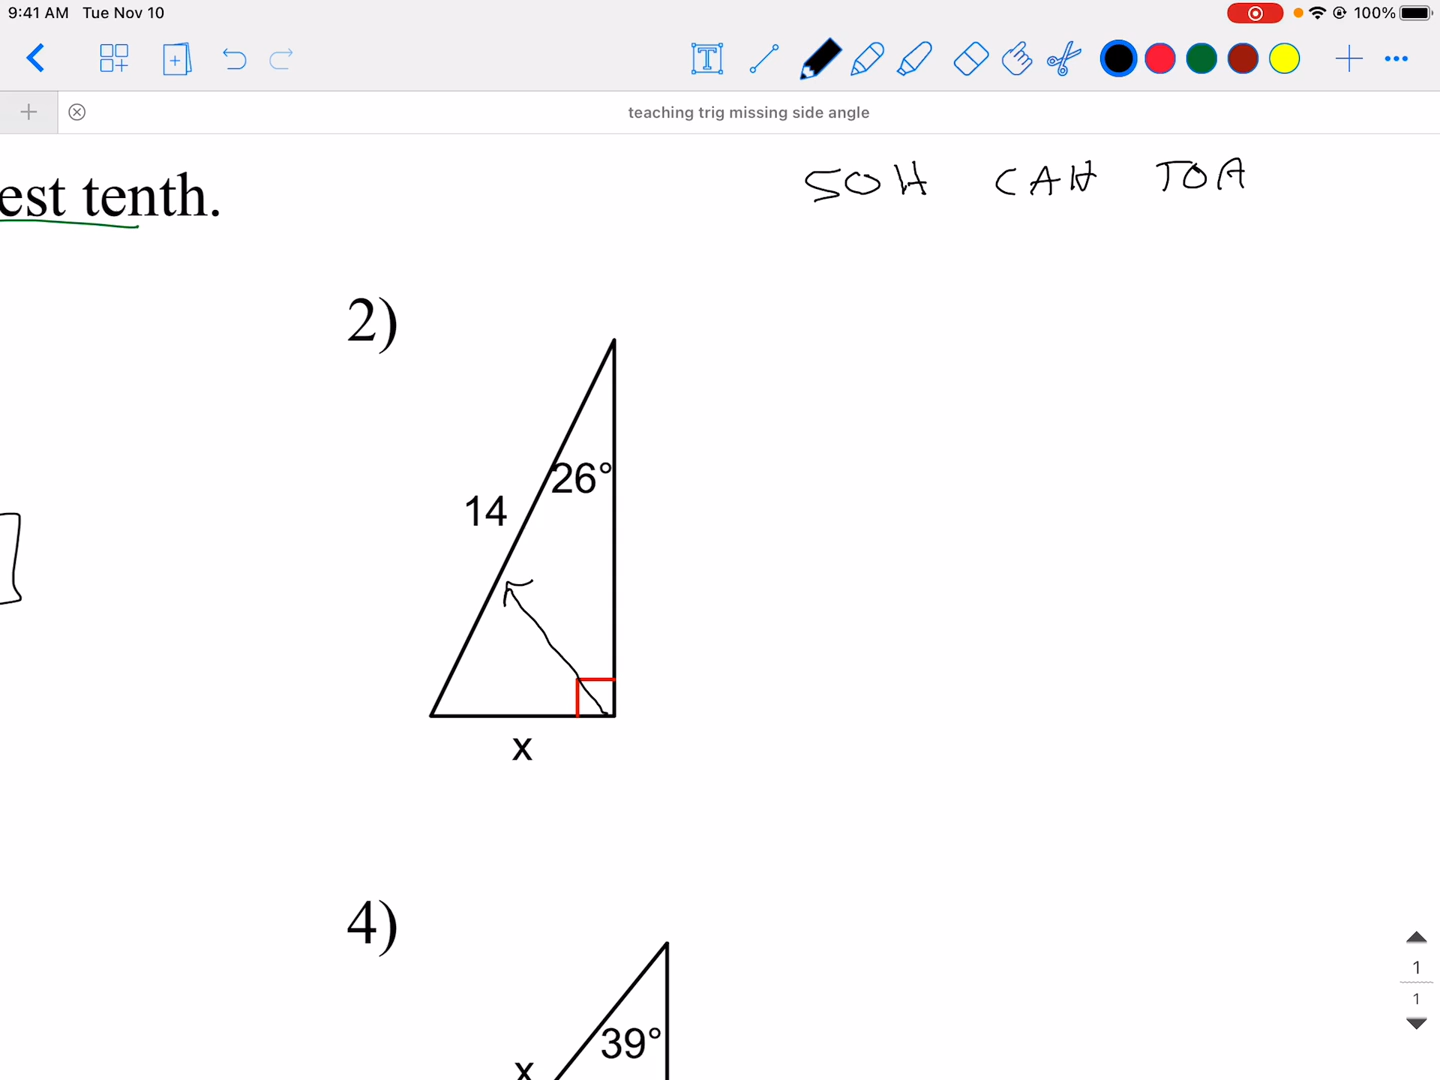 9:41 AM Tue Nov 10 100%
T
teaching trig missing side angle
est tenth.
SOH CAH TOA
2)
26°
14
x
4)
39°
x
1
1